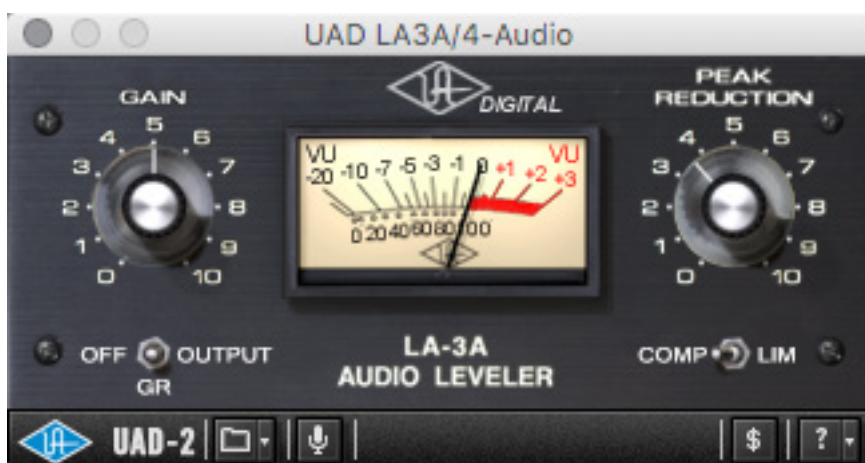 UAD LA3A/4-Audio
GAIN
0 1 2 3 4 5 6 7 8 9 10
UA DIGITAL
PEAK
REDUCTION
0 1 2 3 4 5 6 7 8 9 10
VU VU
-20 -10 -7 -5 -3 -1 0 +1 +2 +3
0 20 40 60 80 100
OFF OUTPUT
GR
LA-3A
AUDIO LEVELER
COMP LIM
UA UAD-2 $ ?